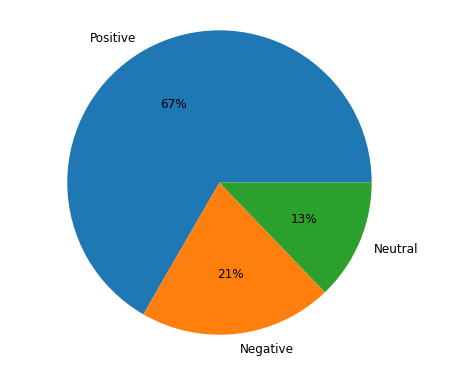 Positive
67%
13%
Neutral
21%
Negative